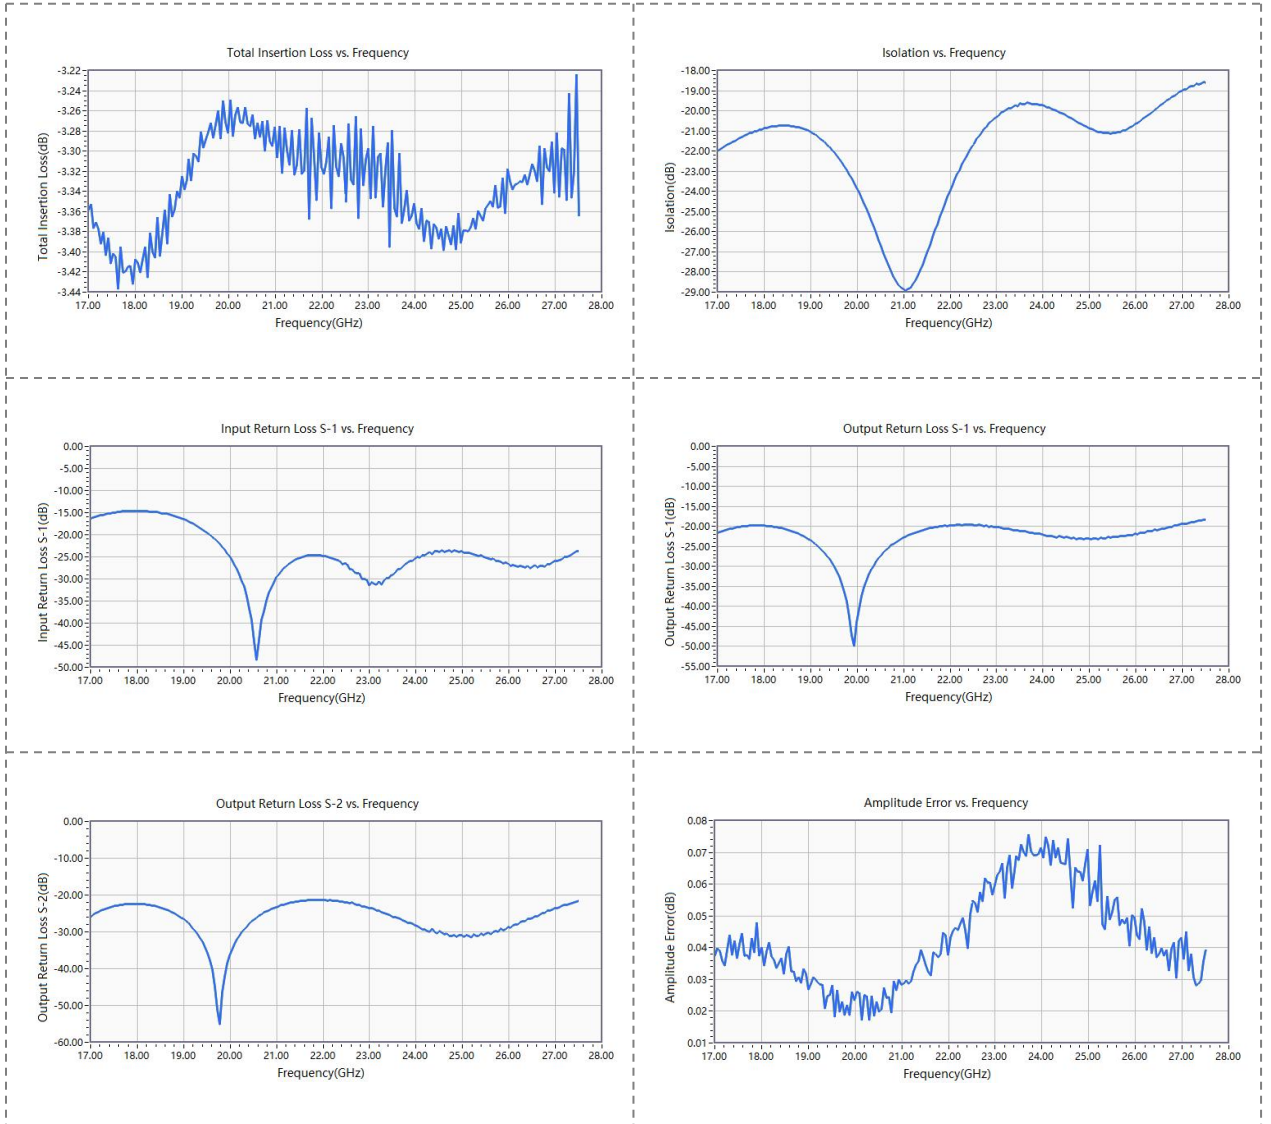 Total Insertion Loss vs. Frequency
Total Insertion Loss(dB)
-3.22
-3.24
-3.26
-3.28
-3.30
-3.32
-3.34
-3.36
-3.38
-3.40
-3.42
-3.44
17.00 18.00 19.00 20.00 21.00 22.00 23.00 24.00 25.00 26.00 27.00 28.00
Frequency(GHz)
Isolation vs. Frequency
Isolation(dB)
-18.00
-19.00
-20.00
-21.00
-22.00
-23.00
-24.00
-25.00
-26.00
-27.00
-28.00
-29.00
17.00 18.00 19.00 20.00 21.00 22.00 23.00 24.00 25.00 26.00 27.00 28.00
Frequency(GHz)
Input Return Loss S-1 vs. Frequency
Input Return Loss S-1(dB)
0.00
-5.00
-10.00
-15.00
-20.00
-25.00
-30.00
-35.00
-40.00
-45.00
-50.00
17.00 18.00 19.00 20.00 21.00 22.00 23.00 24.00 25.00 26.00 27.00 28.00
Frequency(GHz)
Output Return Loss S-1 vs. Frequency
Output Return Loss S-1(dB)
0.00
-5.00
-10.00
-15.00
-20.00
-25.00
-30.00
-35.00
-40.00
-45.00
-50.00
-55.00
17.00 18.00 19.00 20.00 21.00 22.00 23.00 24.00 25.00 26.00 27.00 28.00
Frequency(GHz)
Output Return Loss S-2 vs. Frequency
Output Return Loss S-2(dB)
0.00
-10.00
-20.00
-30.00
-40.00
-50.00
-60.00
17.00 18.00 19.00 20.00 21.00 22.00 23.00 24.00 25.00 26.00 27.00 28.00
Frequency(GHz)
Amplitude Error vs. Frequency
Amplitude Error(dB)
0.08
0.07
0.06
0.05
0.04
0.03
0.02
0.01
17.00 18.00 19.00 20.00 21.00 22.00 23.00 24.00 25.00 26.00 27.00 28.00
Frequency(GHz)